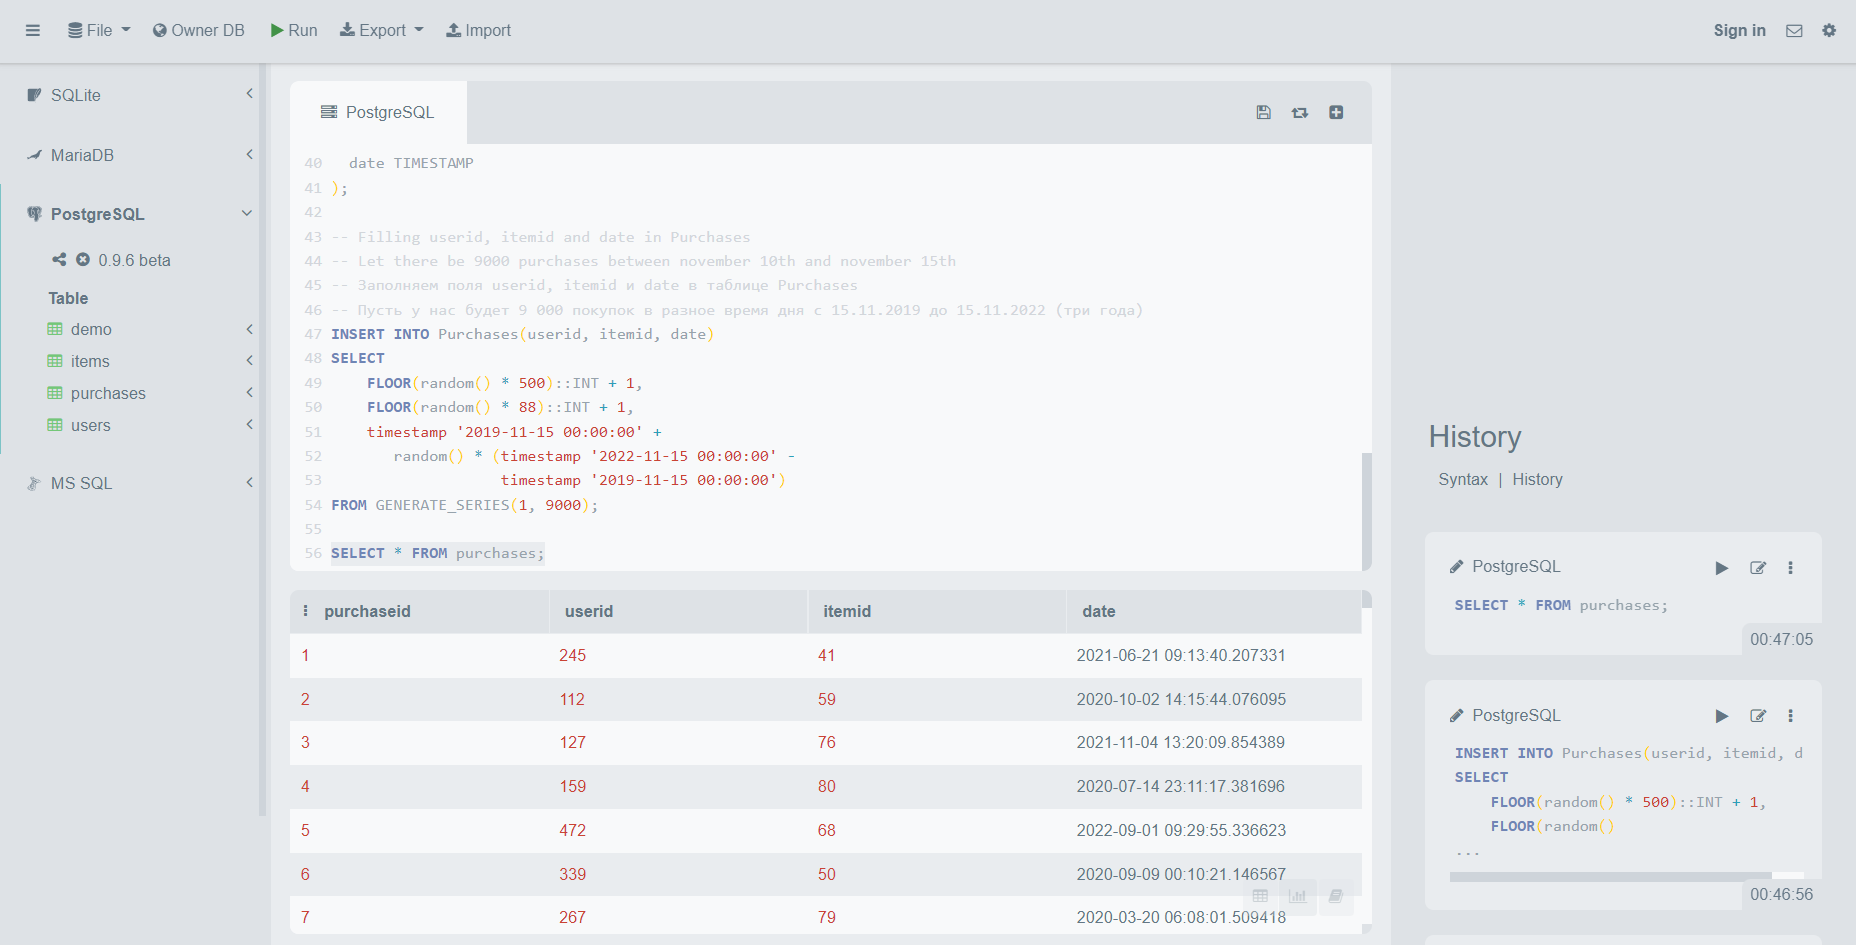 File Owner DB Run Export Import Sign in
SQLite
MariaDB
PostgreSQL
0.9.6 beta
Table
demo
items
purchases
users
MS SQL
PostgreSQL
40 date TIMESTAMP
41 );
42
43 -- Filling userid, itemid and date in Purchases
44 -- Let there be 9000 purchases between november 10th and november 15th
45 -- Заполняем поля userid, itemid и date в таблице Purchases
46 -- Пусть у нас будет 9 000 покупок в разное время дня с 15.11.2019 до 15.11.2022 (три года)
47 INSERT INTO Purchases(userid, itemid, date)
48 SELECT
49 FLOOR(random() * 500)::INT + 1,
50 FLOOR(random() * 88)::INT + 1,
51 timestamp '2019-11-15 00:00:00' +
52 random() * (timestamp '2022-11-15 00:00:00' -
53 timestamp '2019-11-15 00:00:00')
54 FROM GENERATE_SERIES(1, 9000);
55
56 SELECT * FROM purchases;
purchaseid userid itemid date
1 245 41 2021-06-21 09:13:40.207331
2 112 59 2020-10-02 14:15:44.076095
3 127 76 2021-11-04 13:20:09.854389
4 159 80 2020-07-14 23:11:17.381696
5 472 68 2022-09-01 09:29:55.336623
6 339 50 2020-09-09 00:10:21.146567
7 267 79 2020-03-20 06:08:01.509418
History
Syntax | History
PostgreSQL
SELECT * FROM purchases;
00:47:05
PostgreSQL
INSERT INTO Purchases(userid, itemid, d
SELECT
FLOOR(random() * 500)::INT + 1,
FLOOR(random()
...
00:46:56